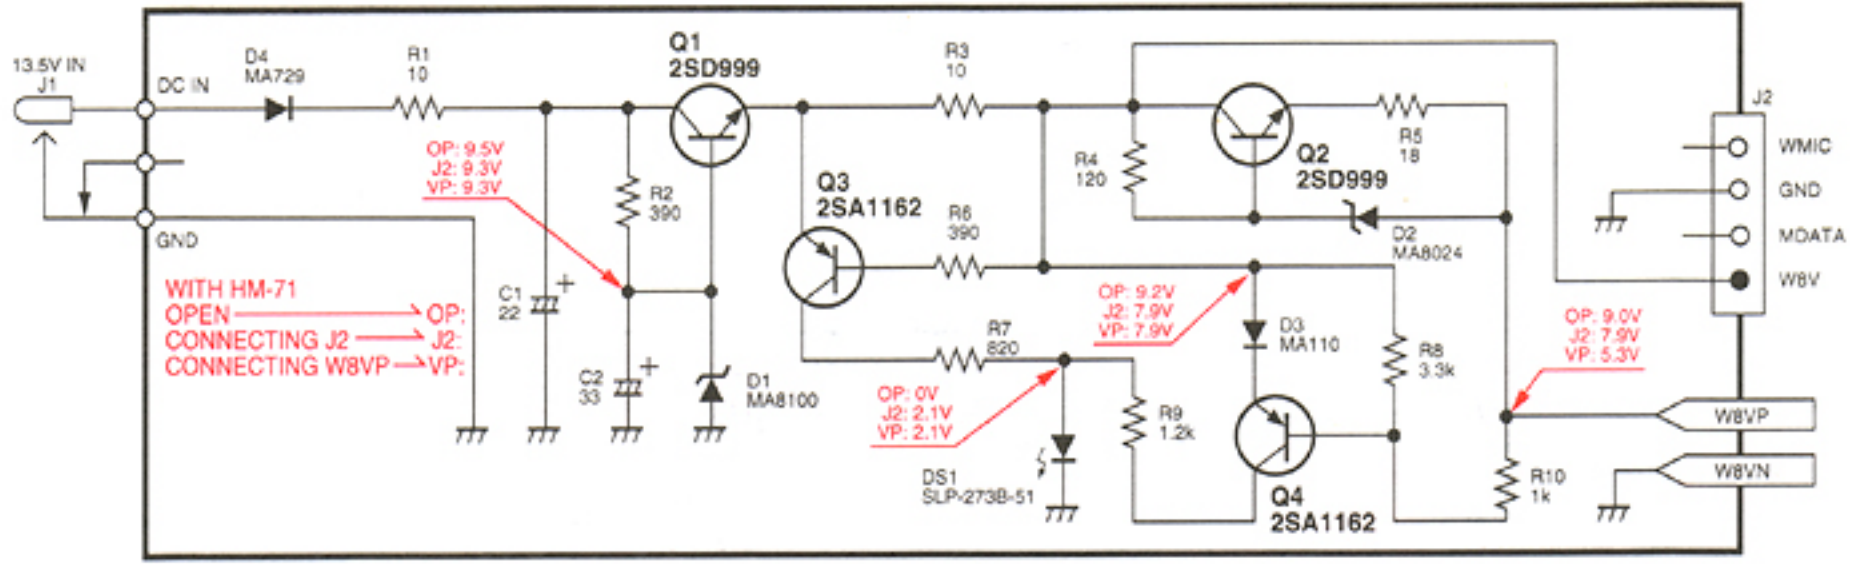 13.5V IN
J1
DC IN
D4
MA729
R1
10
Q1
2SD999
R3
10
J2
OP: 9.5V
J2: 9.3V
VP: 9.3V
R2
390
Q3
2SA1162
R4
120
Q2
2SD999
R5
18
WMIC
GND
MDATA
W8V
GND
R6
390
D2
MA8024
WITH HM-71
OPEN OP:
CONNECTING J2 J2:
CONNECTING W8VP VP:
C1
22
+
OP: 9.2V
J2: 7.9V
VP: 7.9V
OP: 9.0V
J2: 7.9V
VP: 5.3V
R7
820
D3
MA110
R8
3.3k
C2
33
+
D1
MA8100
OP: 0V
J2: 2.1V
VP: 2.1V
R9
1.2k
W8VP
W8VN
DS1
SLP-273B-51
Q4
2SA1162
R10
1k